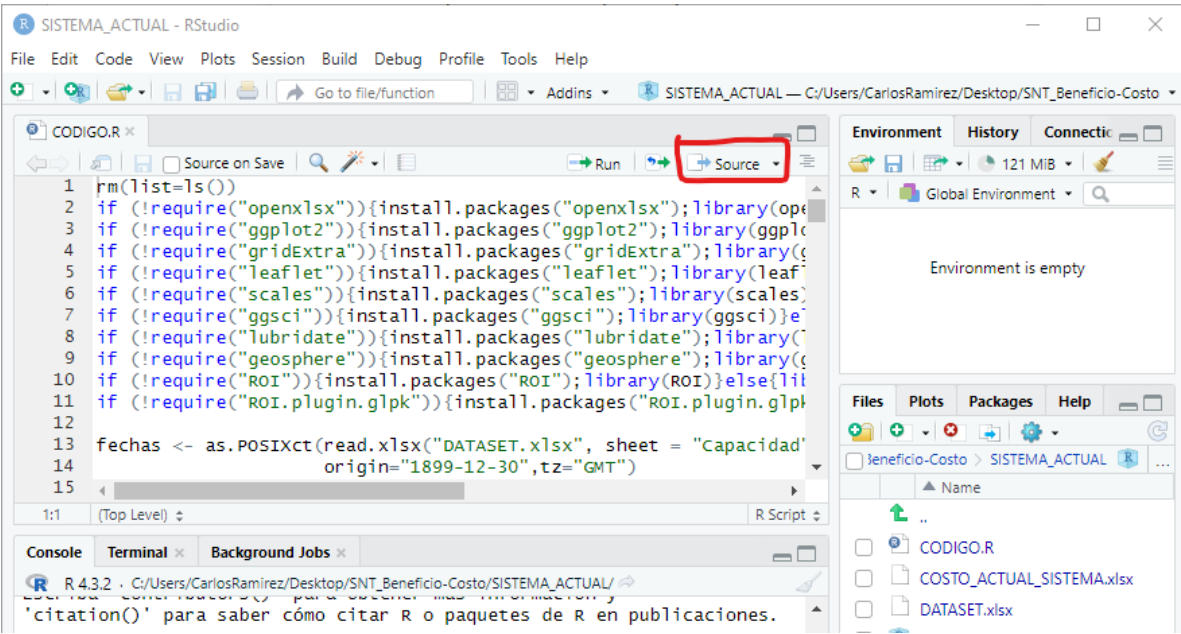 SISTEMA_ACTUAL - RStudio
File Edit Code View Plots Session Build Debug Profile Tools Help
Go to file/function Addins SISTEMA_ACTUAL — C:/Users/CarlosRamirez/Desktop/SNT_Beneficio-Costo
CODIGO.R
Source on Save Run Source
1 rm(list=ls())
2 if (!require("openxlsx")){install.packages("openxlsx");library(ope
3 if (!require("ggplot2")){install.packages("ggplot2");library(ggplo
4 if (!require("gridExtra")){install.packages("gridExtra");library(g
5 if (!require("leaflet")){install.packages("leaflet");library(leafl
6 if (!require("scales")){install.packages("scales");library(scales)
7 if (!require("ggsci")){install.packages("ggsci");library(ggsci)}el
8 if (!require("lubridate")){install.packages("lubridate");library(l
9 if (!require("geosphere")){install.packages("geosphere");library(g
10 if (!require("ROI")){install.packages("ROI");library(ROI)}else{lib
11 if (!require("ROI.plugin.glpk")){install.packages("ROI.plugin.glpk
12
13 fechas <- as.POSIXct(read.xlsx("DATASET.xlsx", sheet = "Capacidad"
14 origin="1899-12-30",tz="GMT")
15
1:1 (Top Level) R Script
Console Terminal Background Jobs
R 4.3.2 · C:/Users/CarlosRamirez/Desktop/SNT_Beneficio-Costo/SISTEMA_ACTUAL/
'citation()' para saber cómo citar R o paquetes de R en publicaciones.
Environment History Connectic
121 MiB
R Global Environment
Environment is empty
Files Plots Packages Help
Beneficio-Costo > SISTEMA_ACTUAL ...
Name
..
CODIGO.R
COSTO_ACTUAL_SISTEMA.xlsx
DATASET.xlsx